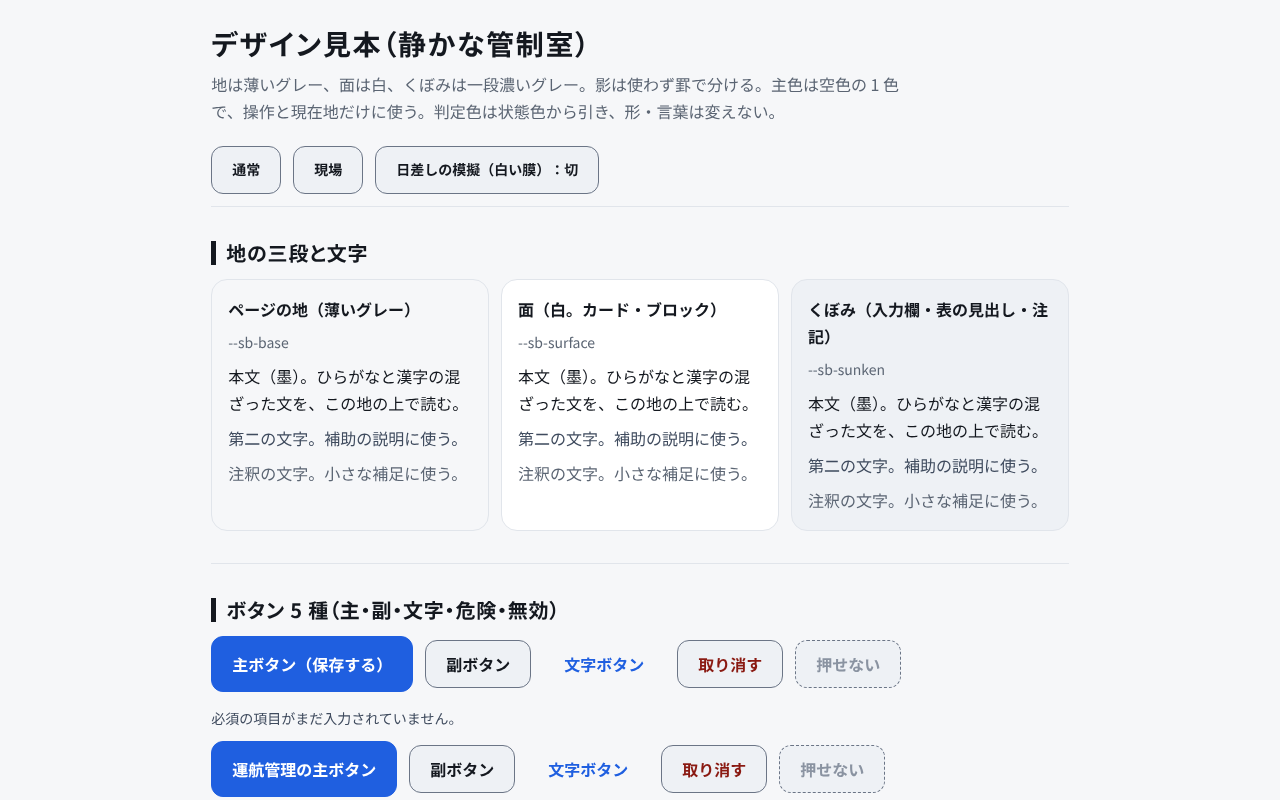 デザイン見本（静かな管制室）
地は薄いグレー、面は白、くぼみは一段濃いグレー。影は使わず罫で分ける。主色は空色の 1 色
で、操作と現在地だけに使う。判定色は状態色から引き、形・言葉は変えない。
通常
現場
日差しの模擬（白い膜）：切
地の三段と文字
ページの地（薄いグレー）
--sb-base
本文（墨）。ひらがなと漢字の混
ざった文を、この地の上で読む。
第二の文字。補助の説明に使う。
注釈の文字。小さな補足に使う。
面（白。カード・ブロック）
--sb-surface
本文（墨）。ひらがなと漢字の混
ざった文を、この地の上で読む。
第二の文字。補助の説明に使う。
注釈の文字。小さな補足に使う。
くぼみ（入力欄・表の見出し・注
記）
--sb-sunken
本文（墨）。ひらがなと漢字の混
ざった文を、この地の上で読む。
第二の文字。補助の説明に使う。
注釈の文字。小さな補足に使う。
ボタン 5 種（主・副・文字・危険・無効）
主ボタン（保存する）
副ボタン
文字ボタン
取り消す
押せない
必須の項目がまだ入力されていません。
運航管理の主ボタン
副ボタン
文字ボタン
取り消す
押せない